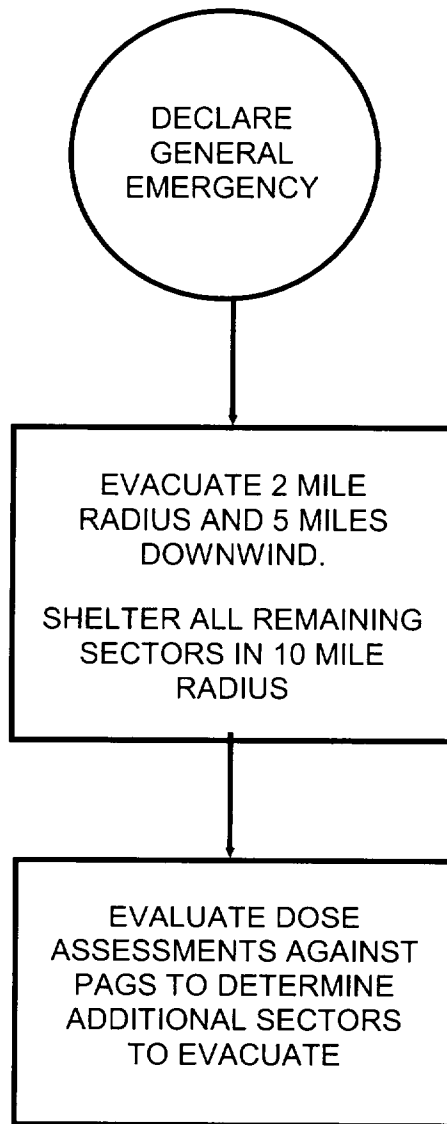 DECLARE
GENERAL
EMERGENCY
EVACUATE 2 MILE
RADIUS AND 5 MILES
DOWNWIND.
SHELTER ALL REMAINING
SECTORS IN 10 MILE
RADIUS
EVALUATE DOSE
ASSESSMENTS AGAINST
PAGS TO DETERMINE
ADDITIONAL SECTORS
TO EVACUATE